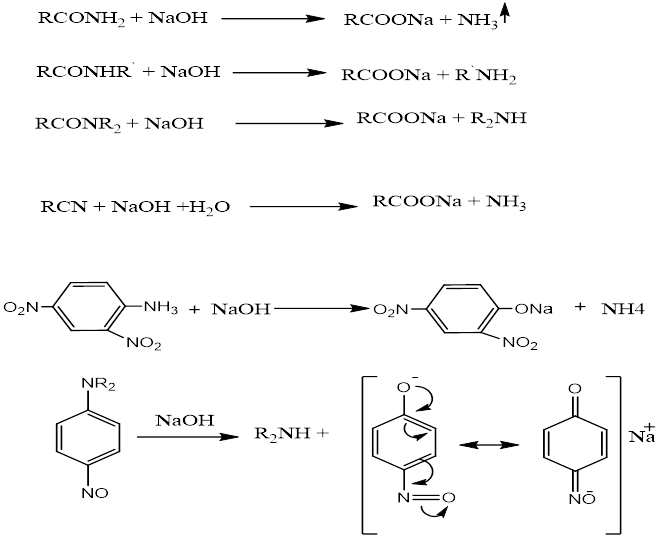 RCONH₂ + NaOH RCOONa + NH₃
RCONHR` + NaOH RCOONa + R`NH₂
RCONR₂ + NaOH RCOONa + R₂NH
RCN + NaOH +H₂O RCOONa + NH₃
O₂N NH₃ NO₂ + NaOH O₂N ONa NO₂ + NH4
NR₂ NO NaOH R₂NH + O⁻ N O O NO⁻ Na⁺